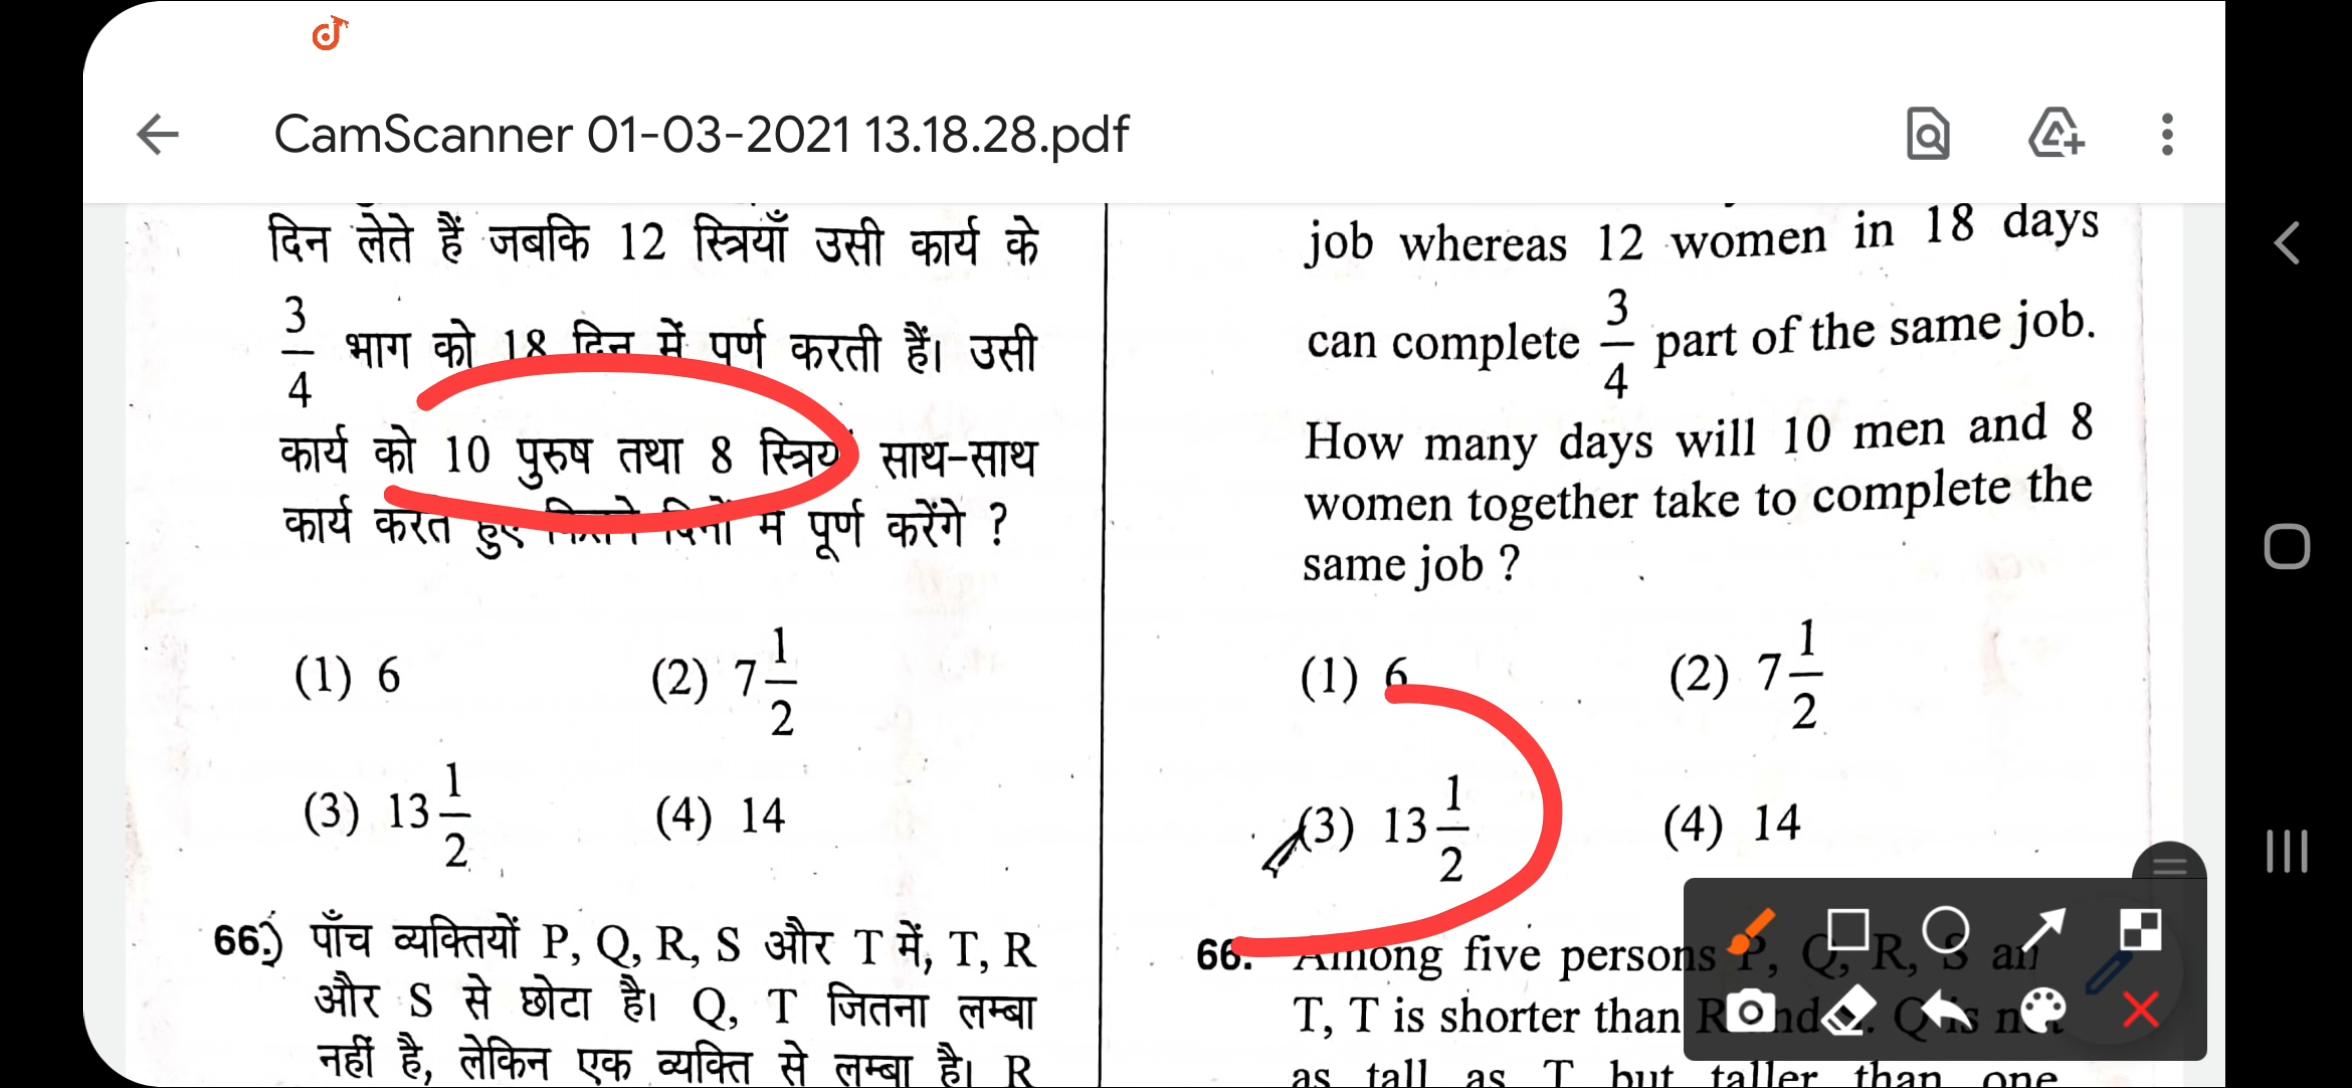 CamScanner 01-03-2021 13.18.28.pdf
दिन लेते हैं जबकि 12 स्त्रियाँ उसी कार्य के
3/4 भाग को 18 दिन में पूर्ण करती हैं। उसी
कार्य को 10 पुरुष तथा 8 साथ-साथ
कार्य करते हुए कितने दिनों में पूर्ण करेंगे ?
(1) 6 (2) 7 1/2
(3) 13 1/2 (4) 14
66. पाँच व्यक्तियों P, Q, R, S और T में, T, R
और S से छोटा है। Q, T जितना लम्बा
नहीं है, लेकिन एक व्यक्ति से लम्बा है। R
job whereas 12 women in 18 days
can complete 3/4 part of the same job.
How many days will 10 men and 8
women together take to complete the
same job ?
(1) 6 (2) 7 1/2
(3) 13 1/2 (4) 14
66. Among five persons P, Q, R, S
T, T is shorter than R Q is
as tall as T but taller than one